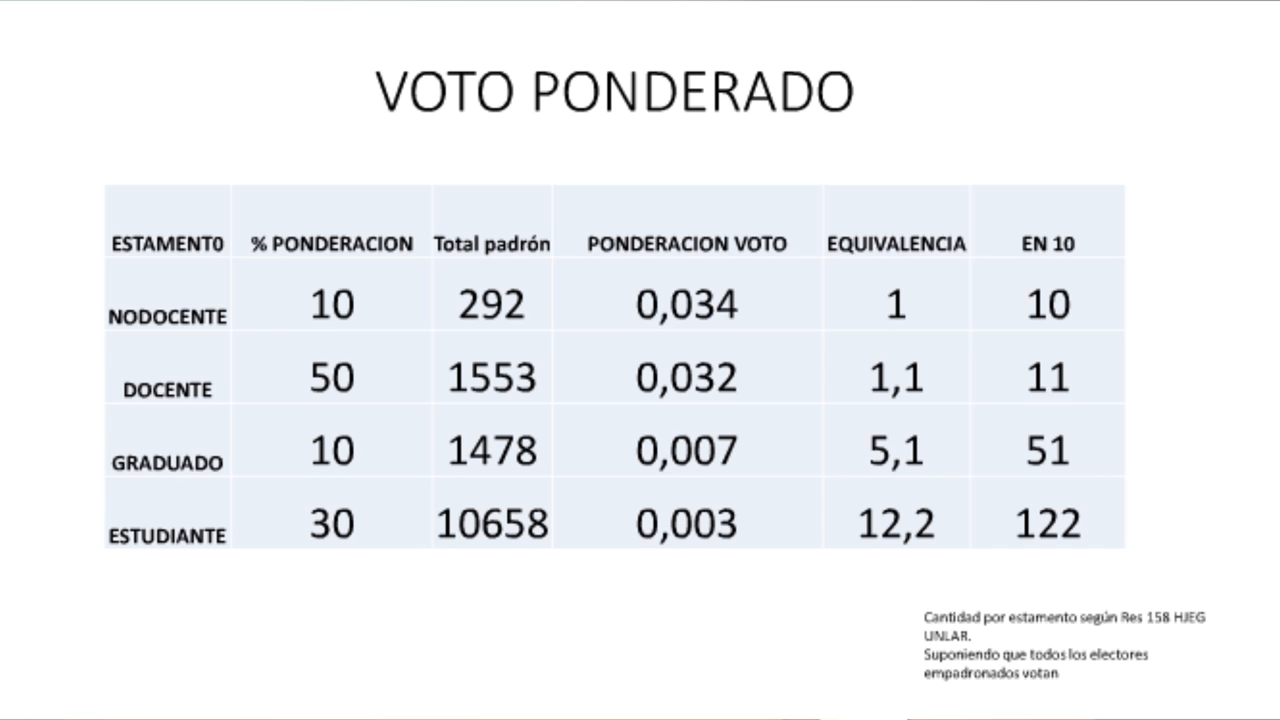 VOTO PONDERADO
ESTAMENT0 % PONDERACION Total padrón PONDERACION VOTO EQUIVALENCIA EN 10
NODOCENTE 10 292 0,034 1 10
DOCENTE 50 1553 0,032 1,1 11
GRADUADO 10 1478 0,007 5,1 51
ESTUDIANTE 30 10658 0,003 12,2 122
Cantidad por estamento según Res 158 HJEG
UNLAR.
Suponiendo que todos los electores
empadronados votan